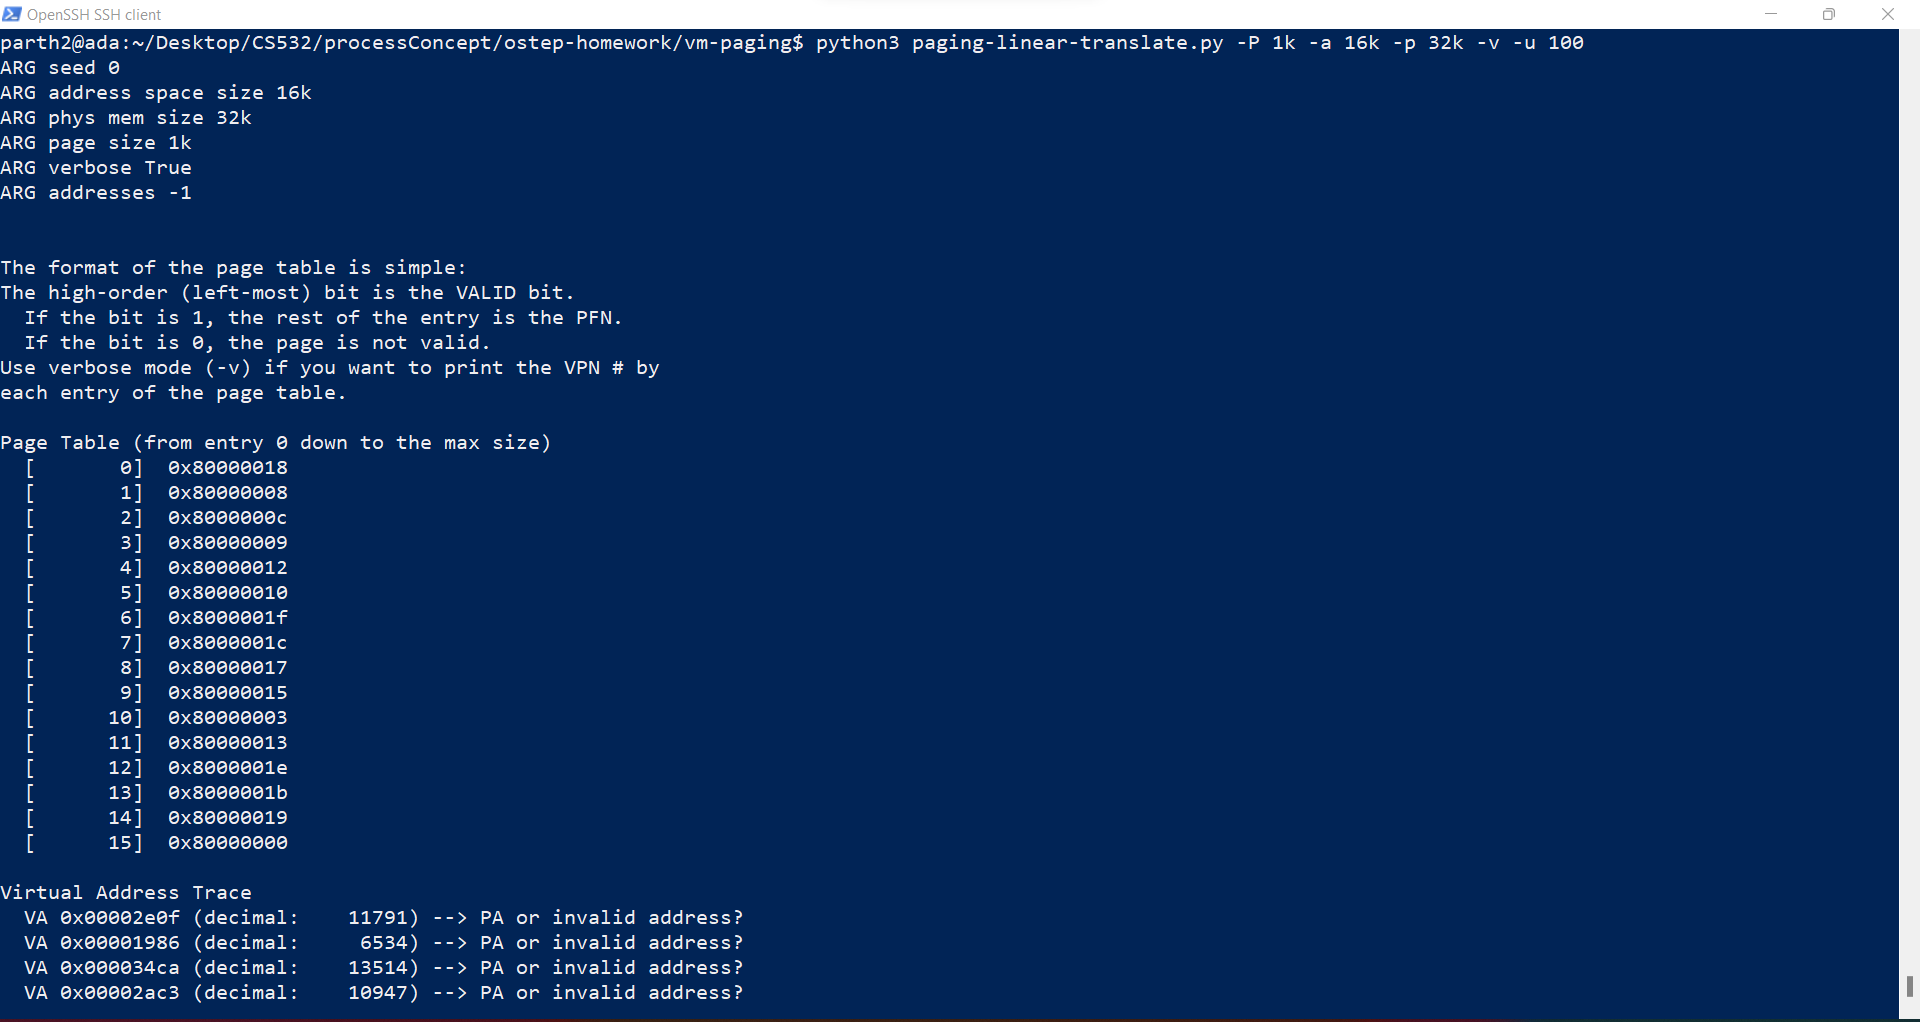 OpenSSH SSH client
parth2@ada:~/Desktop/CS532/processConcept/ostep-homework/vm-paging$ python3 paging-linear-translate.py -P 1k -a 16k -p 32k -v -u 100
ARG seed 0
ARG address space size 16k
ARG phys mem size 32k
ARG page size 1k
ARG verbose True
ARG addresses -1
The format of the page table is simple:
The high-order (left-most) bit is the VALID bit.
  If the bit is 1, the rest of the entry is the PFN.
  If the bit is 0, the page is not valid.
Use verbose mode (-v) if you want to print the VPN # by
each entry of the page table.
Page Table (from entry 0 down to the max size)
  [       0]  0x80000018
  [       1]  0x80000008
  [       2]  0x8000000c
  [       3]  0x80000009
  [       4]  0x80000012
  [       5]  0x80000010
  [       6]  0x8000001f
  [       7]  0x8000001c
  [       8]  0x80000017
  [       9]  0x80000015
  [      10]  0x80000003
  [      11]  0x80000013
  [      12]  0x8000001e
  [      13]  0x8000001b
  [      14]  0x80000019
  [      15]  0x80000000
Virtual Address Trace
  VA 0x00002e0f (decimal:    11791) --> PA or invalid address?
  VA 0x00001986 (decimal:     6534) --> PA or invalid address?
  VA 0x000034ca (decimal:    13514) --> PA or invalid address?
  VA 0x00002ac3 (decimal:    10947) --> PA or invalid address?